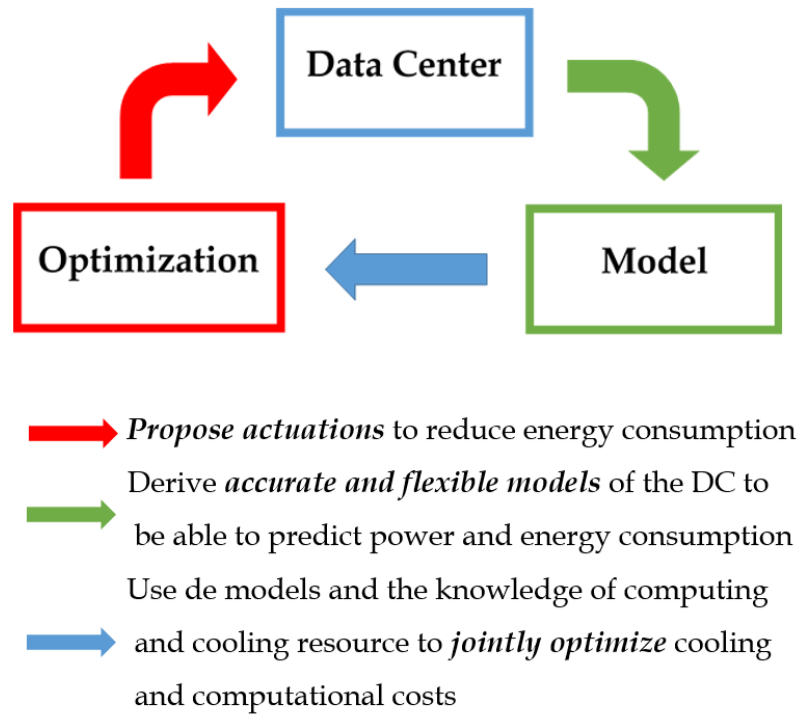 Data Center
Optimization
Model
Propose actuations to reduce energy consumption
Derive accurate and flexible models of the DC to
be able to predict power and energy consumption
Use de models and the knowledge of computing
and cooling resource to jointly optimize cooling
and computational costs